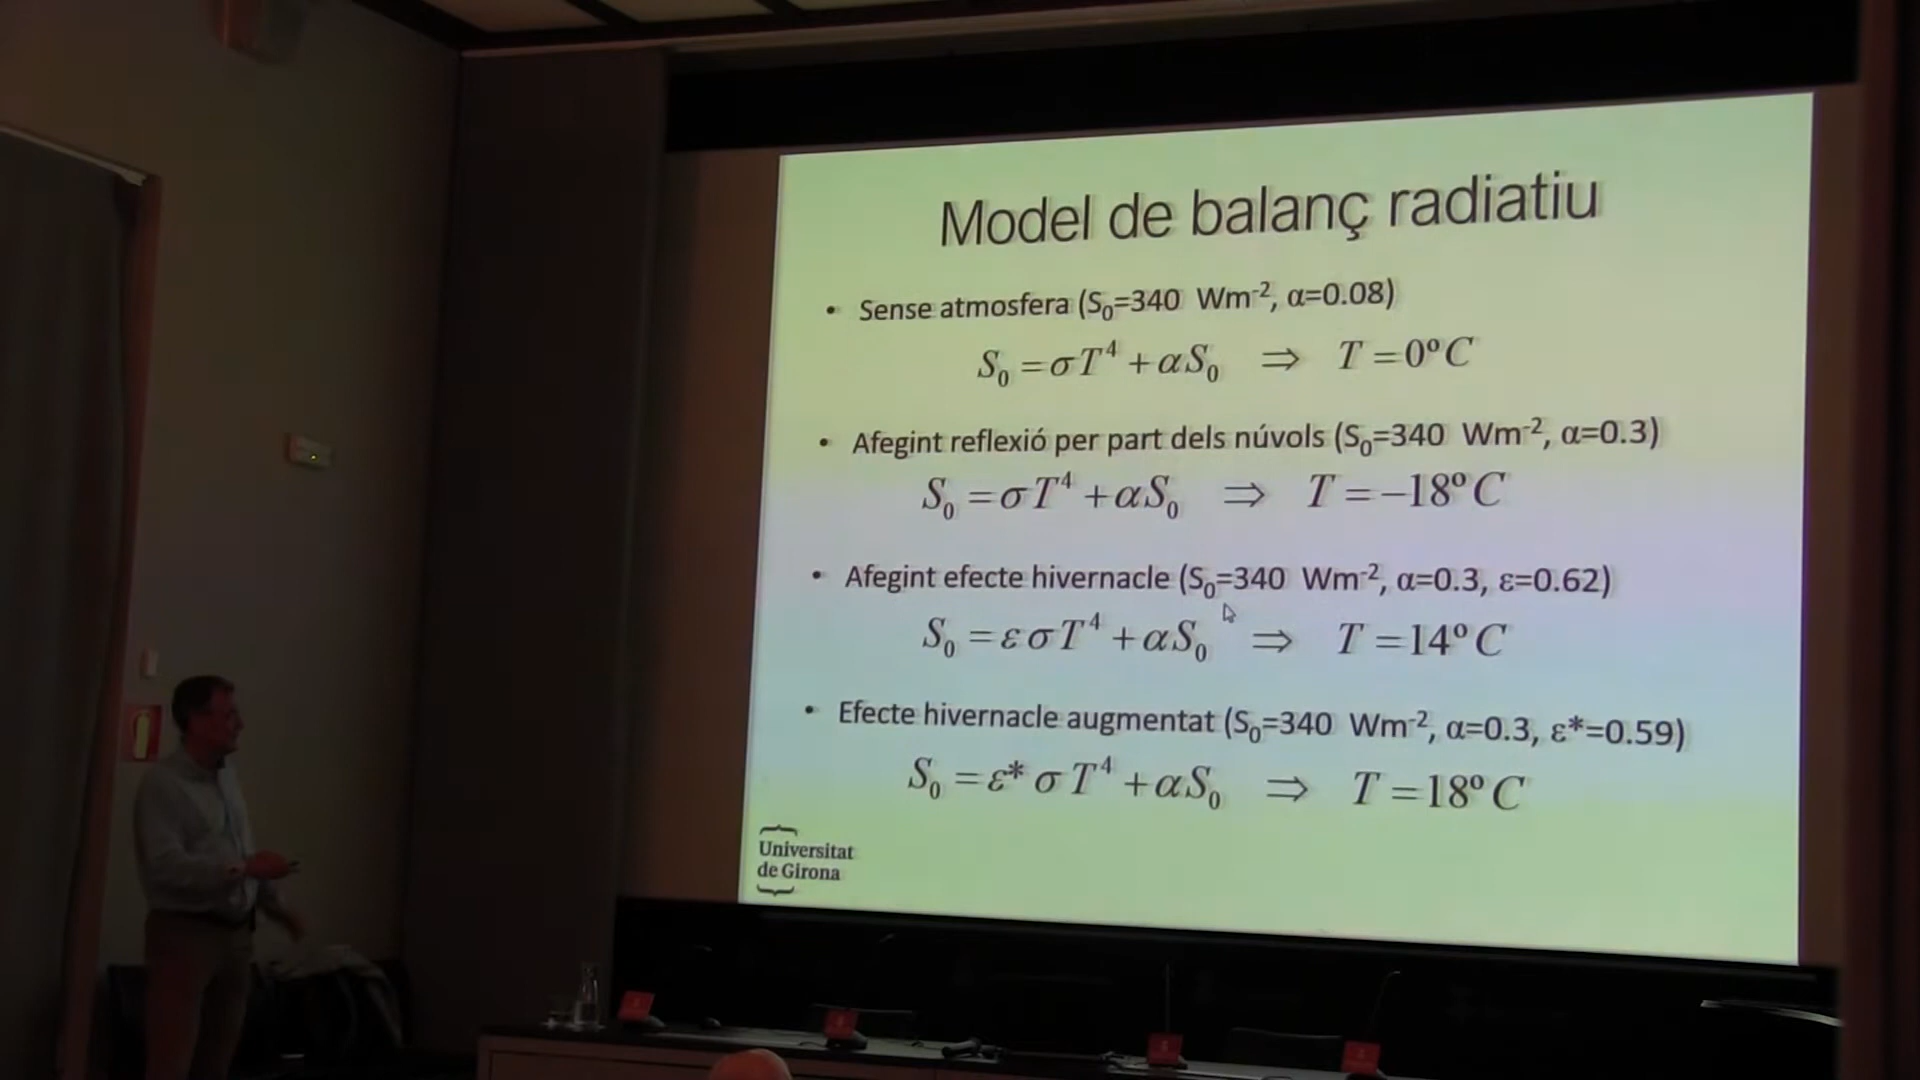 Model de balanç radiatiu
• Sense atmosfera (S₀=340 Wm⁻², α=0.08)
S₀ = σT⁴ + αS₀ ⇒ T = 0º C
• Afegint reflexió per part dels núvols (S₀=340 Wm⁻², α=0.3)
S₀ = σT⁴ + αS₀ ⇒ T = −18º C
• Afegint efecte hivernacle (S₀=340 Wm⁻², α=0.3, ε=0.62)
S₀ = εσT⁴ + αS₀ ⇒ T = 14º C
• Efecte hivernacle augmentat (S₀=340 Wm⁻², α=0.3, ε*=0.59)
S₀ = ε* σT⁴ + αS₀ ⇒ T = 18º C
Universitat
de Girona